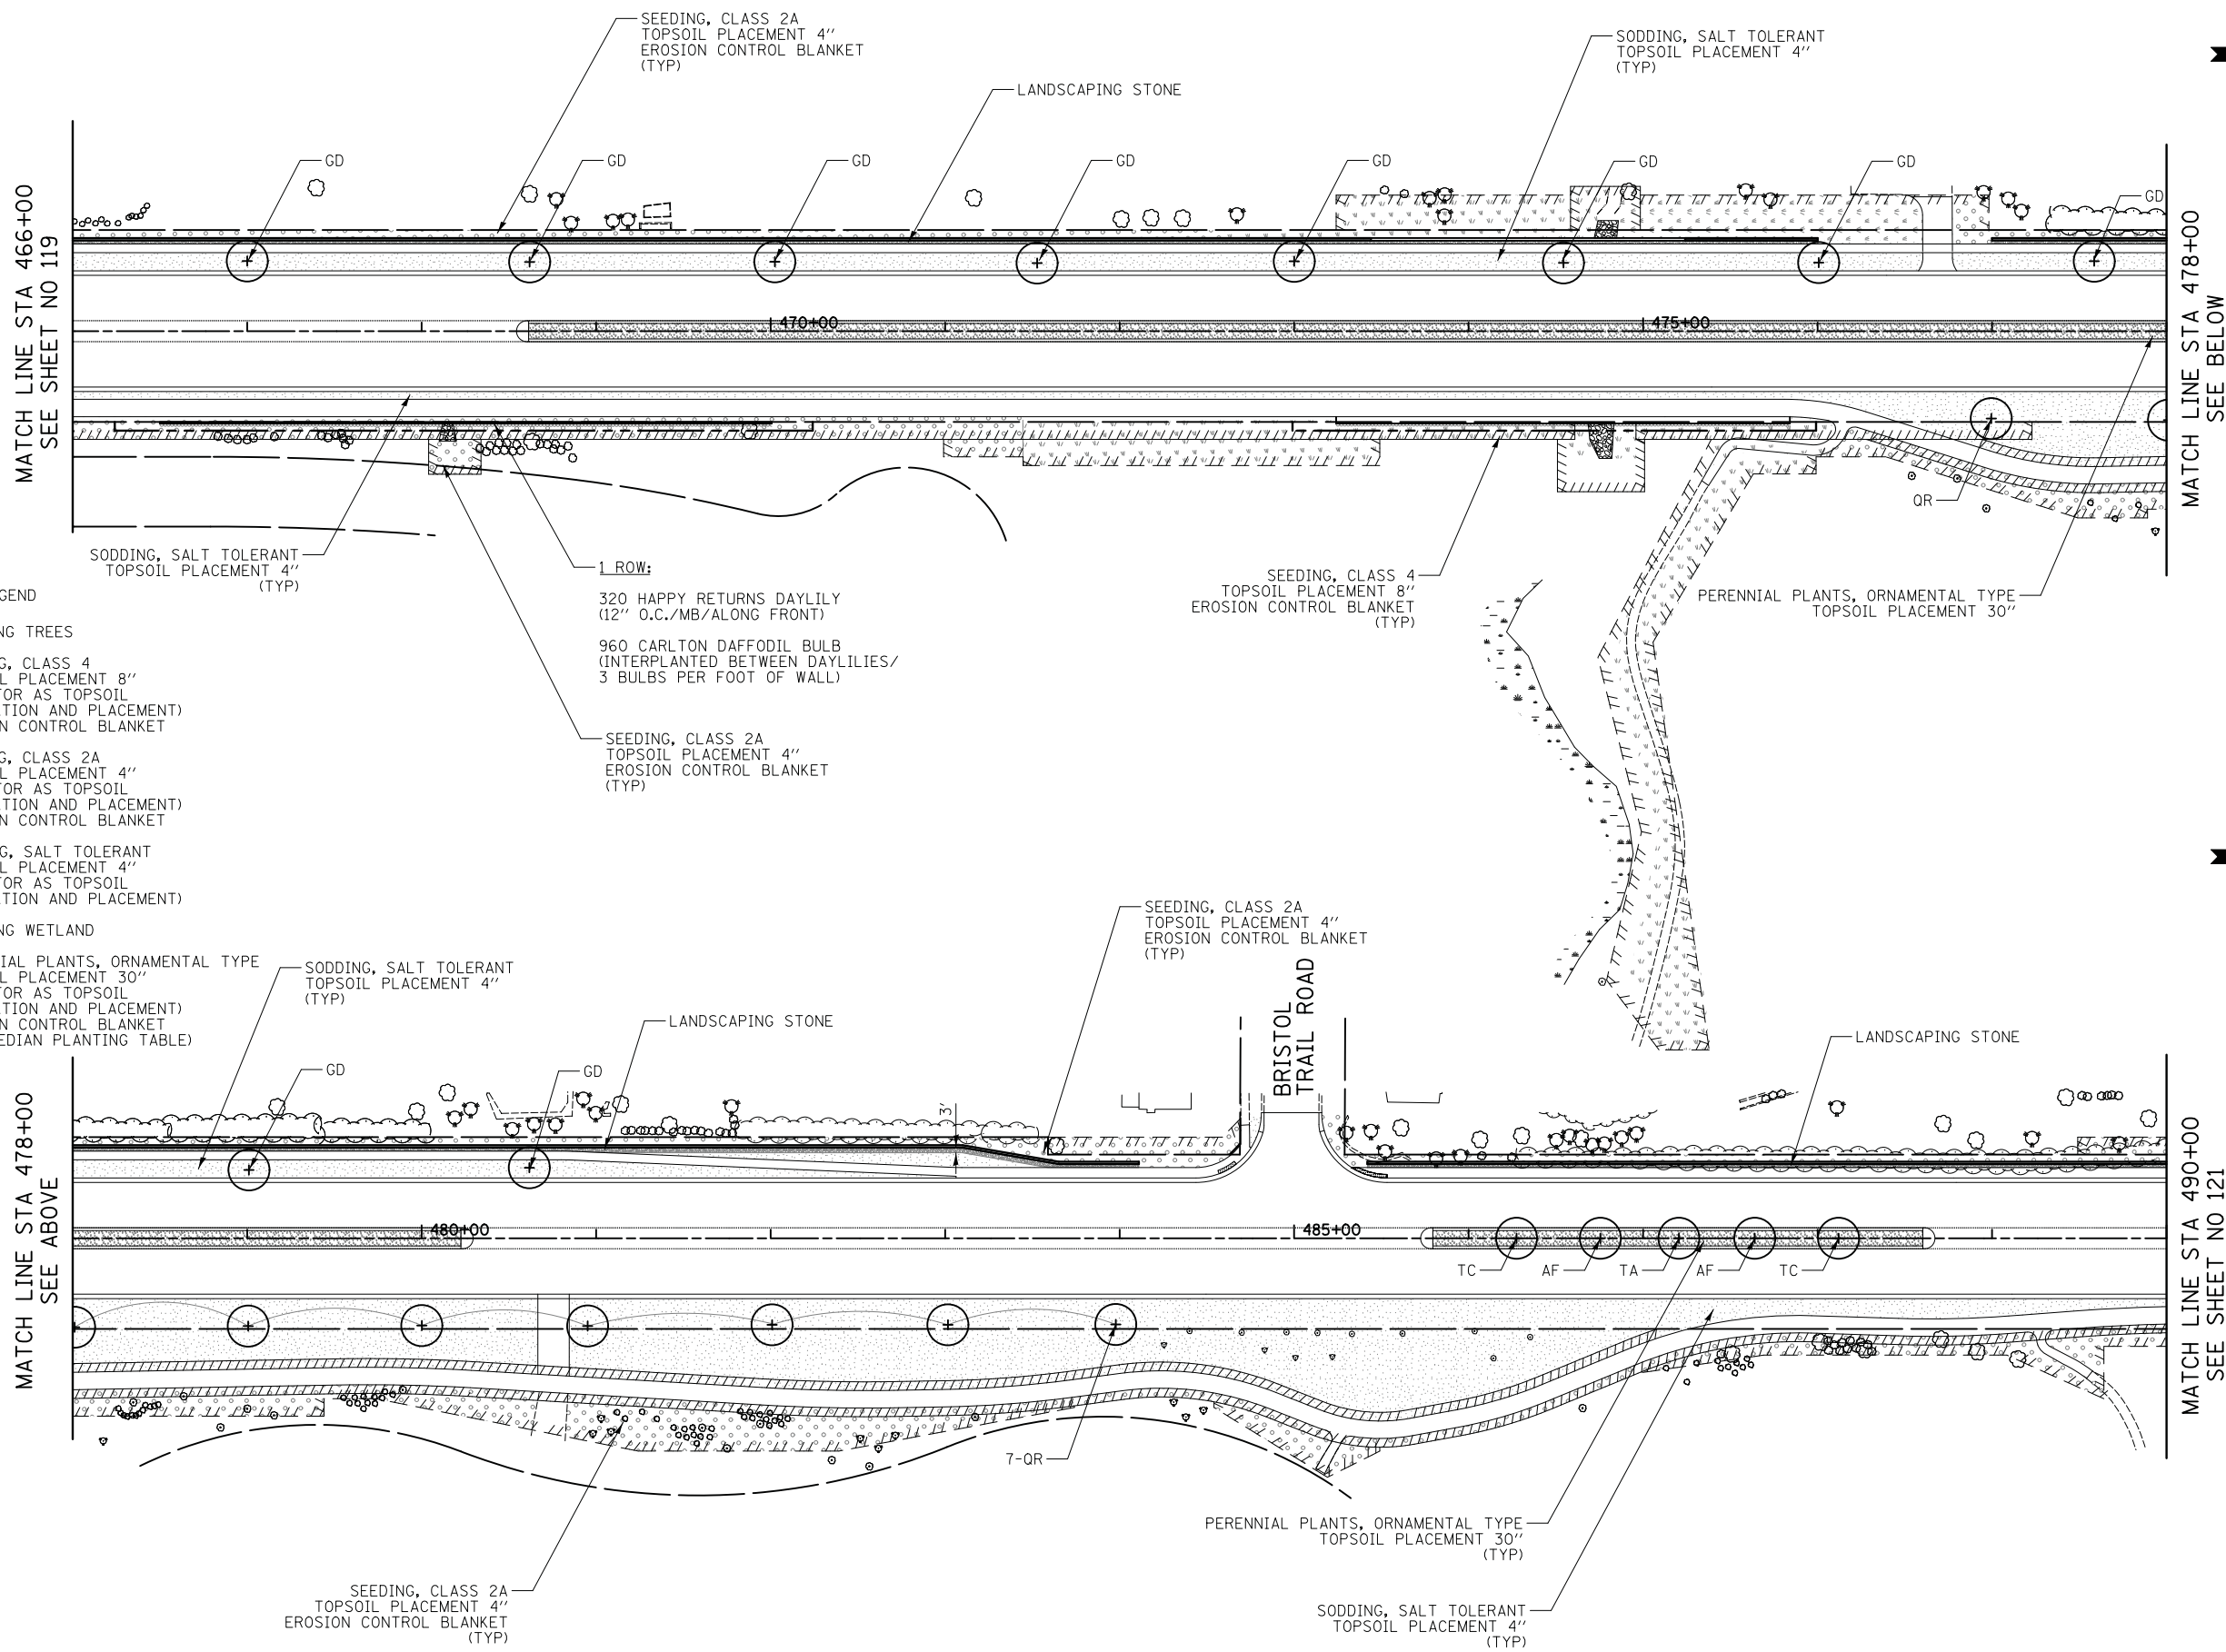 SEEDING, CLASS 2A
TOPSOIL PLACEMENT 4"
EROSION CONTROL BLANKET
(TYP)
SODDING, SALT TOLERANT
TOPSOIL PLACEMENT 4"
(TYP)
LANDSCAPING STONE
GD
GD
GD
GD
GD
GD
GD
GD
MATCH LINE STA 466+00
SEE SHEET NO 119
MATCH LINE STA 478+00
SEE BELOW
470+00
475+00
QR
SODDING, SALT TOLERANT
TOPSOIL PLACEMENT 4"
(TYP)
1 ROW:
320 HAPPY RETURNS DAYLILY
(12" O.C./MB/ALONG FRONT)
960 CARLTON DAFFODIL BULB
(INTERPLANTED BETWEEN DAYLILIES/
3 BULBS PER FOOT OF WALL)
SEEDING, CLASS 4
TOPSOIL PLACEMENT 8"
EROSION CONTROL BLANKET
(TYP)
PERENNIAL PLANTS, ORNAMENTAL TYPE
TOPSOIL PLACEMENT 30"
SEEDING, CLASS 2A
TOPSOIL PLACEMENT 4"
EROSION CONTROL BLANKET
(TYP)
GEND
NG TREES
G, CLASS 4
L PLACEMENT 8"
TOR AS TOPSOIL
TION AND PLACEMENT)
N CONTROL BLANKET
G, CLASS 2A
L PLACEMENT 4"
TOR AS TOPSOIL
TION AND PLACEMENT)
N CONTROL BLANKET
G, SALT TOLERANT
L PLACEMENT 4"
TOR AS TOPSOIL
TION AND PLACEMENT)
NG WETLAND
IAL PLANTS, ORNAMENTAL TYPE
L PLACEMENT 30"
TOR AS TOPSOIL
TION AND PLACEMENT)
N CONTROL BLANKET
EDIAN PLANTING TABLE)
SODDING, SALT TOLERANT
TOPSOIL PLACEMENT 4"
(TYP)
SEEDING, CLASS 2A
TOPSOIL PLACEMENT 4"
EROSION CONTROL BLANKET
(TYP)
LANDSCAPING STONE
BRISTOL
TRAIL ROAD
LANDSCAPING STONE
GD
GD
3'
MATCH LINE STA 478+00
SEE ABOVE
MATCH LINE STA 490+00
SEE SHEET NO 121
480+00
485+00
TC
AF
TA
AF
TC
7-QR
PERENNIAL PLANTS, ORNAMENTAL TYPE
TOPSOIL PLACEMENT 30"
(TYP)
SEEDING, CLASS 2A
TOPSOIL PLACEMENT 4"
EROSION CONTROL BLANKET
(TYP)
SODDING, SALT TOLERANT
TOPSOIL PLACEMENT 4"
(TYP)